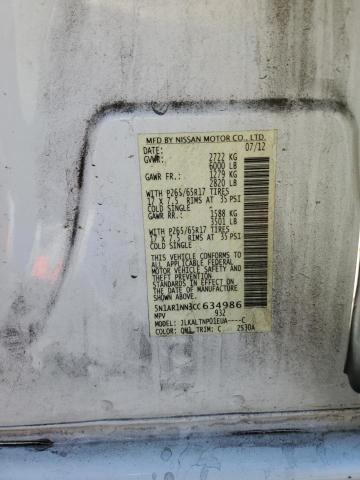 MFD BY NISSAN MOTOR CO., LTD.
DATE: 07/12
GVWR: 2722 KG
6000 LB
GAWR FR.: 1279 KG
2820 LB
WITH P265/65R17 TIRES
17 X 7.5 RIMS AT 35 PSI
COLD SINGLE
GAWR RR.: 1588 KG
3501 LB
WITH P265/65R17 TIRES
17 X 7.5 RIMS AT 35 PSI
COLD SINGLE
THIS VEHICLE CONFORMS TO ALL
APPLICABLE FEDERAL MOTOR VEHICLE
SAFETY AND THEFT PREVENTION
STANDARDS IN EFFECT ON THE DATE
OF MANUFACTURE SHOWN ABOVE.
5N1AR1NN3CC634986
MPV 932
MODEL: JLKALTNP01EUA----C
COLOR: QM1 TRIM: C 2530A